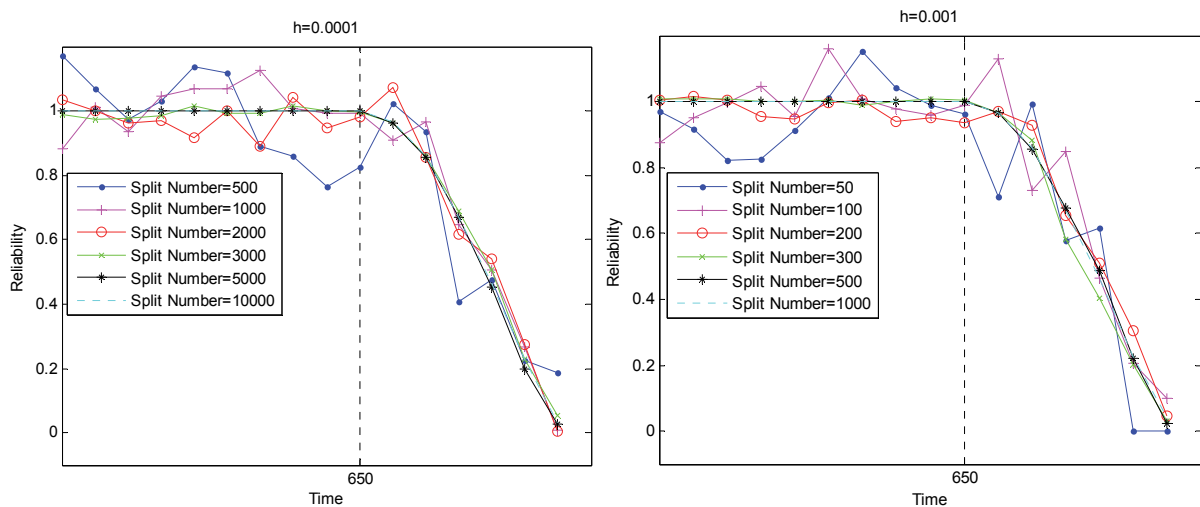 h=0.0001
Reliability
1
0.8
0.6
0.4
0.2
0
Split Number=500
Split Number=1000
Split Number=2000
Split Number=3000
Split Number=5000
Split Number=10000
650
Time
h=0.001
Reliability
1
0.8
0.6
0.4
0.2
0
Split Number=50
Split Number=100
Split Number=200
Split Number=300
Split Number=500
Split Number=1000
650
Time